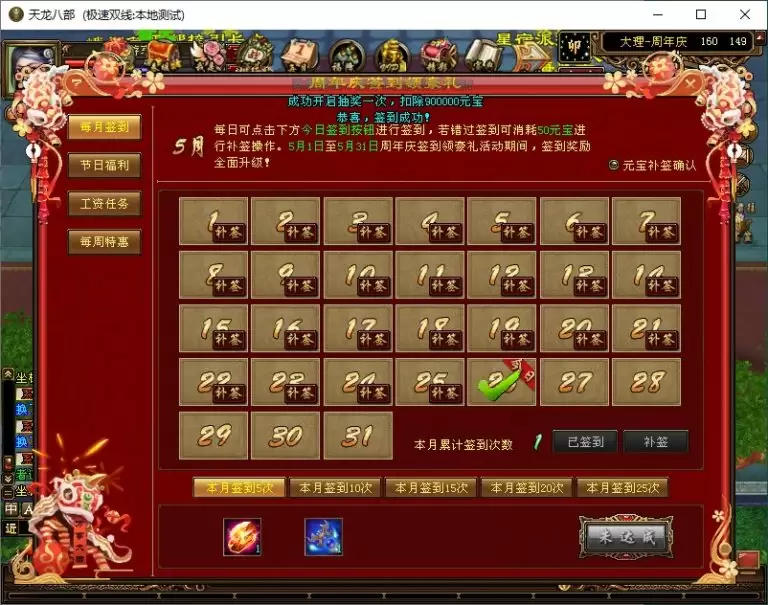 天龙八部 (极速双线:本地测试)
星宿派
卯
大理-周年庆 160 149
周年庆签到领豪礼
成功开启抽奖一次，扣除900000元宝
恭喜，签到成功！
每月签到
节日福利
工资任务
每周特惠
5月
每日可点击下方今日签到按钮进行签到，若错过签到可消耗50元宝进
行补签操作。5月1日至5月31日周年庆签到领豪礼活动期间，签到奖励
全面升级！
元宝补签确认
1 补签 2 补签 3 补签 4 补签 5 补签 6 补签 7 补签
8 补签 9 补签 10 补签 11 补签 12 补签 13 补签 14 补签
15 补签 16 补签 17 补签 18 补签 19 补签 20 补签 21 补签
22 补签 23 补签 24 补签 25 补签 27 28
29 30 31
本月累计签到次数 1 已签到 补签
本月签到5次 本月签到10次 本月签到15次 本月签到20次 本月签到25次
1 1
未达成
换
换
近